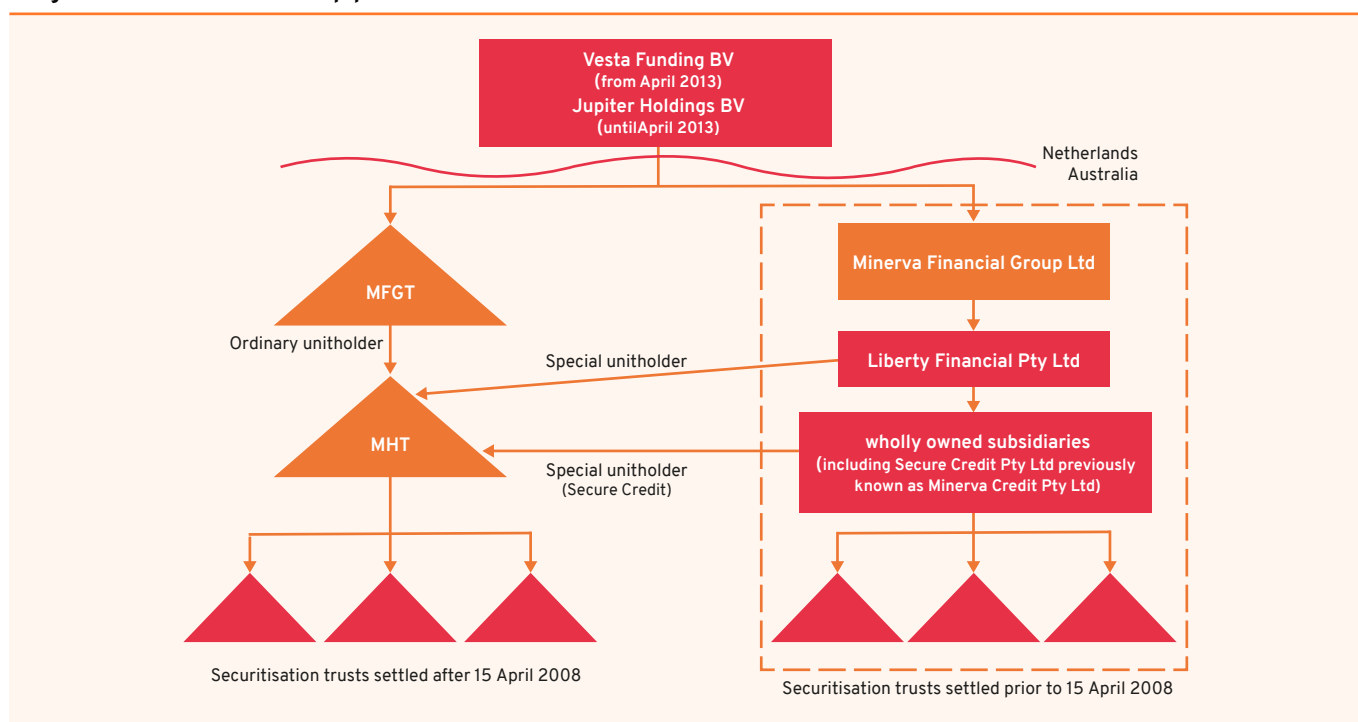 Vesta Funding BV
(from April 2013)
Jupiter Holdings BV
(untilApril 2013)
Netherlands
Australia
MFGT
Minerva Financial Group Ltd
Ordinary unitholder
Special unitholder
Liberty Financial Pty Ltd
MHT
Special unitholder
(Secure Credit)
wholly owned subsidiaries
(including Secure Credit Pty Ltd previously
known as Minerva Credit Pty Ltd)
Securitisation trusts settled after 15 April 2008
Securitisation trusts settled prior to 15 April 2008